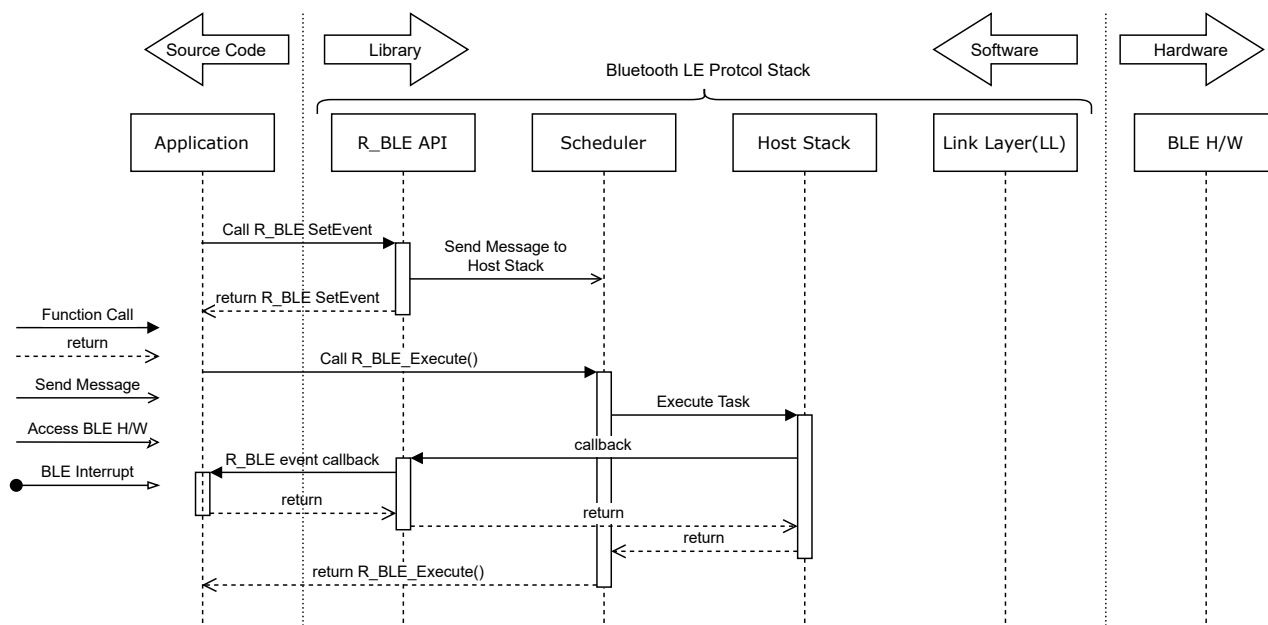 Source Code
Library
Software
Hardware
Bluetooth LE Protcol Stack
Application
R_BLE API
Scheduler
Host Stack
Link Layer(LL)
BLE H/W
Call R_BLE SetEvent
Send Message to
Host Stack
return R_BLE SetEvent
Function Call
return
Call R_BLE_Execute()
Send Message
Execute Task
Access BLE H/W
callback
R_BLE event callback
BLE Interrupt
return
return
return
return R_BLE_Execute()